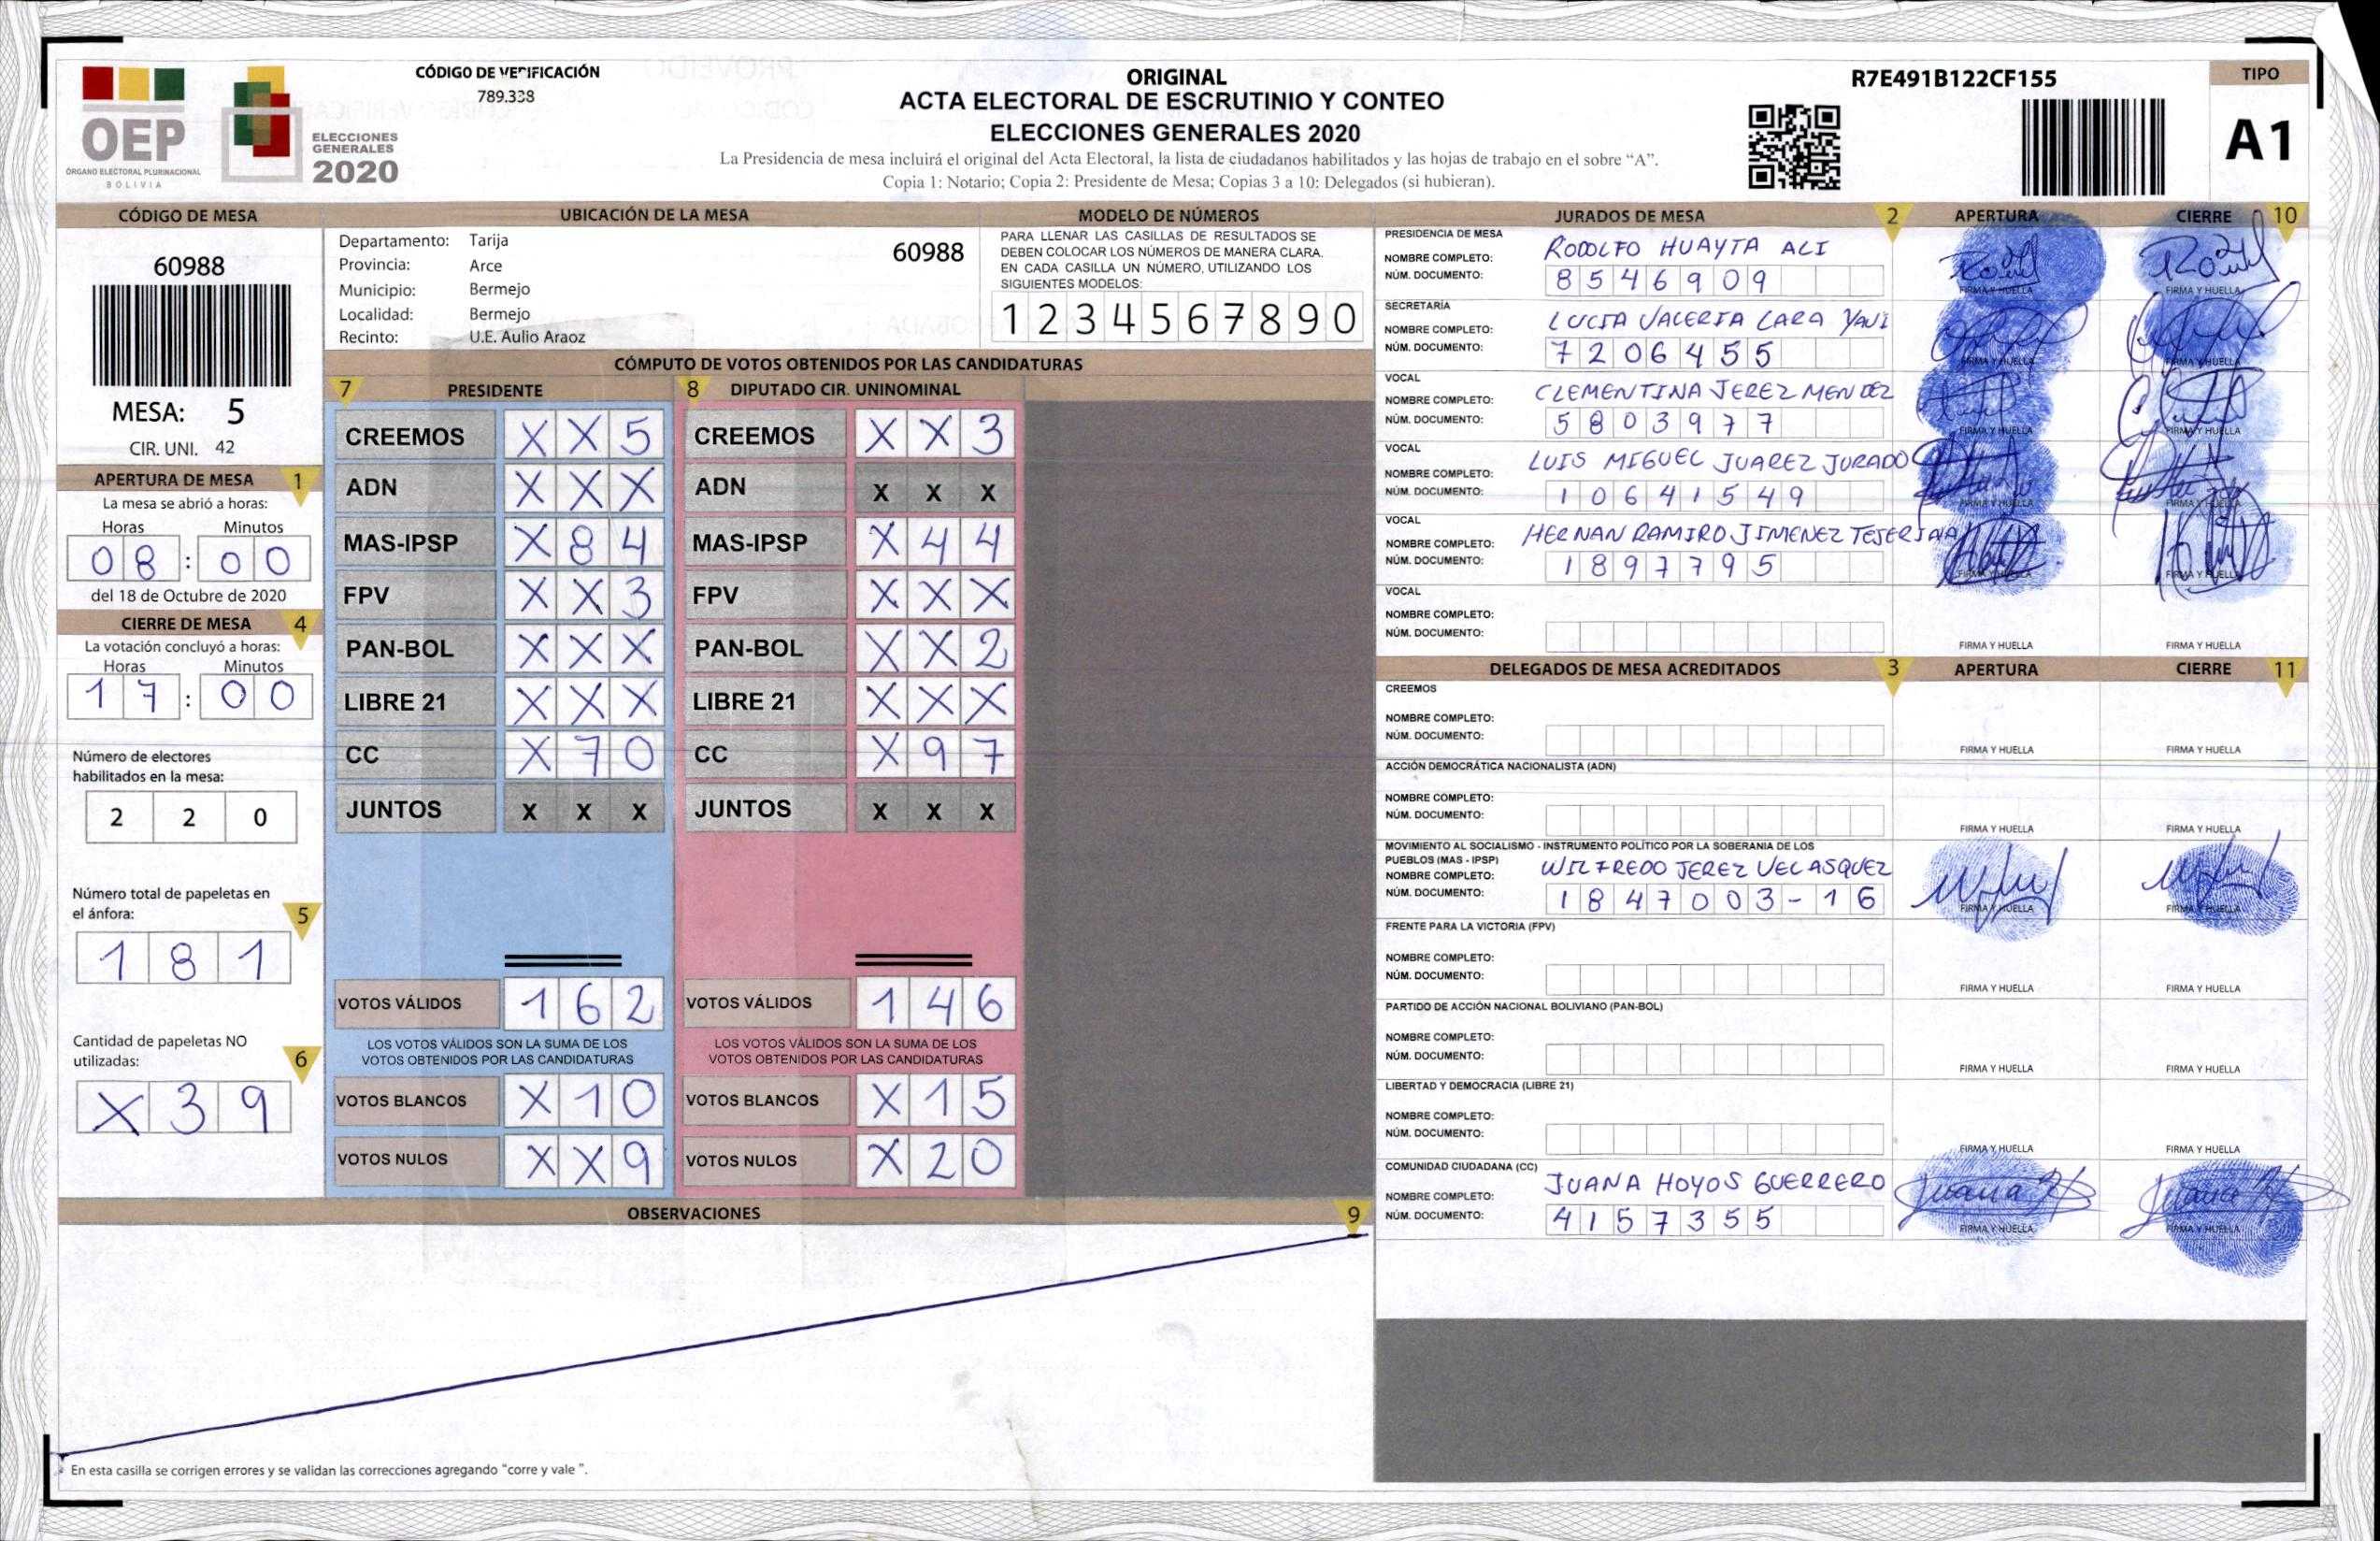 OEP
ÓRGANO ELECTORAL PLURINACIONAL
BOLIVIA
ELECCIONES
GENERALES
2020
CÓDIGO DE VERIFICACIÓN
789.338
ORIGINAL
ACTA ELECTORAL DE ESCRUTINIO Y CONTEO
ELECCIONES GENERALES 2020
La Presidencia de mesa incluirá el original del Acta Electoral, la lista de ciudadanos habilitados y las hojas de trabajo en el sobre “A”.
Copia 1: Notario; Copia 2: Presidente de Mesa; Copias 3 a 10: Delegados (si hubieran).
R7E491B122CF155
TIPO
A1
CÓDIGO DE MESA
60988
MESA: 5
CIR. UNI. 42
APERTURA DE MESA 1
La mesa se abrió a horas:
Horas Minutos
08 : 00
del 18 de Octubre de 2020
CIERRE DE MESA 4
La votación concluyó a horas:
Horas Minutos
17 : 00
Número de electores
habilitados en la mesa:
2 2 0
Número total de papeletas en
el ánfora: 5
1 8 1
Cantidad de papeletas NO
utilizadas: 6
X 3 9
UBICACIÓN DE LA MESA
Departamento: Tarija 60988
Provincia: Arce
Municipio: Bermejo
Localidad: Bermejo
Recinto: U.E. Aulio Araoz
MODELO DE NÚMEROS
PARA LLENAR LAS CASILLAS DE RESULTADOS SE
DEBEN COLOCAR LOS NÚMEROS DE MANERA CLARA.
EN CADA CASILLA UN NÚMERO, UTILIZANDO LOS
SIGUIENTES MODELOS:
1 2 3 4 5 6 7 8 9 0
CÓMPUTO DE VOTOS OBTENIDOS POR LAS CANDIDATURAS
7 PRESIDENTE 8 DIPUTADO CIR. UNINOMINAL
CREEMOS X X 5 CREEMOS X X 3
ADN X X X ADN X X X
MAS-IPSP X 8 4 MAS-IPSP X 4 4
FPV X X 3 FPV X X X
PAN-BOL X X X PAN-BOL X X 2
LIBRE 21 X X X LIBRE 21 X X X
CC X 7 0 CC X 9 7
JUNTOS X X X JUNTOS X X X
VOTOS VÁLIDOS 1 6 2 VOTOS VÁLIDOS 1 4 6
LOS VOTOS VÁLIDOS SON LA SUMA DE LOS LOS VOTOS VÁLIDOS SON LA SUMA DE LOS
VOTOS OBTENIDOS POR LAS CANDIDATURAS VOTOS OBTENIDOS POR LAS CANDIDATURAS
VOTOS BLANCOS X 1 0 VOTOS BLANCOS X 1 5
VOTOS NULOS X X 9 VOTOS NULOS X 2 0
OBSERVACIONES 9
En esta casilla se corrigen errores y se validan las correcciones agregando “corre y vale ”.
JURADOS DE MESA 2 APERTURA CIERRE 10
PRESIDENCIA DE MESA
NOMBRE COMPLETO: RODOLFO HUAYTA ALI
NÚM. DOCUMENTO: 8546909
FIRMA Y HUELLA FIRMA Y HUELLA
SECRETARÍA
NOMBRE COMPLETO: LUCIA VALERIA LARA YAVI
NÚM. DOCUMENTO: 7206455
FIRMA Y HUELLA FIRMA Y HUELLA
VOCAL
NOMBRE COMPLETO: CLEMENTINA JEREZ MENDEZ
NÚM. DOCUMENTO: 5803977
FIRMA Y HUELLA FIRMA Y HUELLA
VOCAL
NOMBRE COMPLETO: LUIS MIGUEL JUAREZ JURADO
NÚM. DOCUMENTO: 10641549
FIRMA Y HUELLA FIRMA Y HUELLA
VOCAL
NOMBRE COMPLETO: HERNAN RAMIRO JIMENEZ TEJERINA
NÚM. DOCUMENTO: 1897795
FIRMA Y HUELLA FIRMA Y HUELLA
VOCAL
NOMBRE COMPLETO:
NÚM. DOCUMENTO:
FIRMA Y HUELLA FIRMA Y HUELLA
DELEGADOS DE MESA ACREDITADOS 3 APERTURA CIERRE 11
CREEMOS
NOMBRE COMPLETO:
NÚM. DOCUMENTO:
FIRMA Y HUELLA FIRMA Y HUELLA
ACCIÓN DEMOCRÁTICA NACIONALISTA (ADN)
NOMBRE COMPLETO:
NÚM. DOCUMENTO:
FIRMA Y HUELLA FIRMA Y HUELLA
MOVIMIENTO AL SOCIALISMO - INSTRUMENTO POLÍTICO POR LA SOBERANIA DE LOS
PUEBLOS (MAS - IPSP)
NOMBRE COMPLETO: WILFREDO JEREZ VELASQUEZ
NÚM. DOCUMENTO: 1847003-16
FIRMA Y HUELLA FIRMA Y HUELLA
FRENTE PARA LA VICTORIA (FPV)
NOMBRE COMPLETO:
NÚM. DOCUMENTO:
FIRMA Y HUELLA FIRMA Y HUELLA
PARTIDO DE ACCIÓN NACIONAL BOLIVIANO (PAN-BOL)
NOMBRE COMPLETO:
NÚM. DOCUMENTO:
FIRMA Y HUELLA FIRMA Y HUELLA
LIBERTAD Y DEMOCRACIA (LIBRE 21)
NOMBRE COMPLETO:
NÚM. DOCUMENTO:
FIRMA Y HUELLA FIRMA Y HUELLA
COMUNIDAD CIUDADANA (CC)
NOMBRE COMPLETO: JUANA HOYOS GUERRERO
NÚM. DOCUMENTO: 4157355
FIRMA Y HUELLA FIRMA Y HUELLA